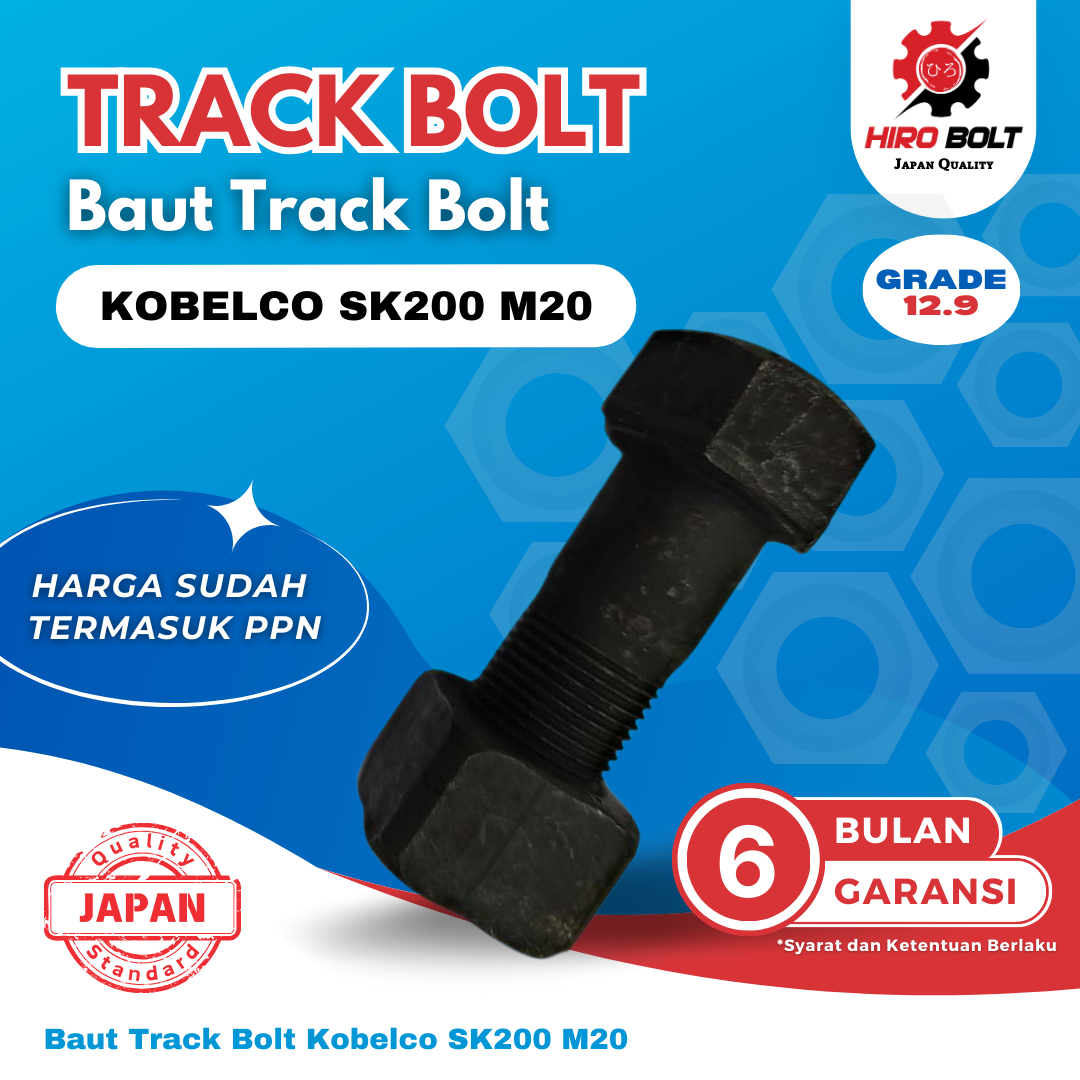 TRACK BOLT
Baut Track Bolt
KOBELCO SK200 M20
ひろ
HIRO BOLT
JAPAN QUALITY
GRADE
12.9
HARGA SUDAH
TERMASUK PPN
6
BULAN
GARANSI
*Syarat dan Ketentuan Berlaku
Quality
JAPAN
Standard
Baut Track Bolt Kobelco SK200 M20